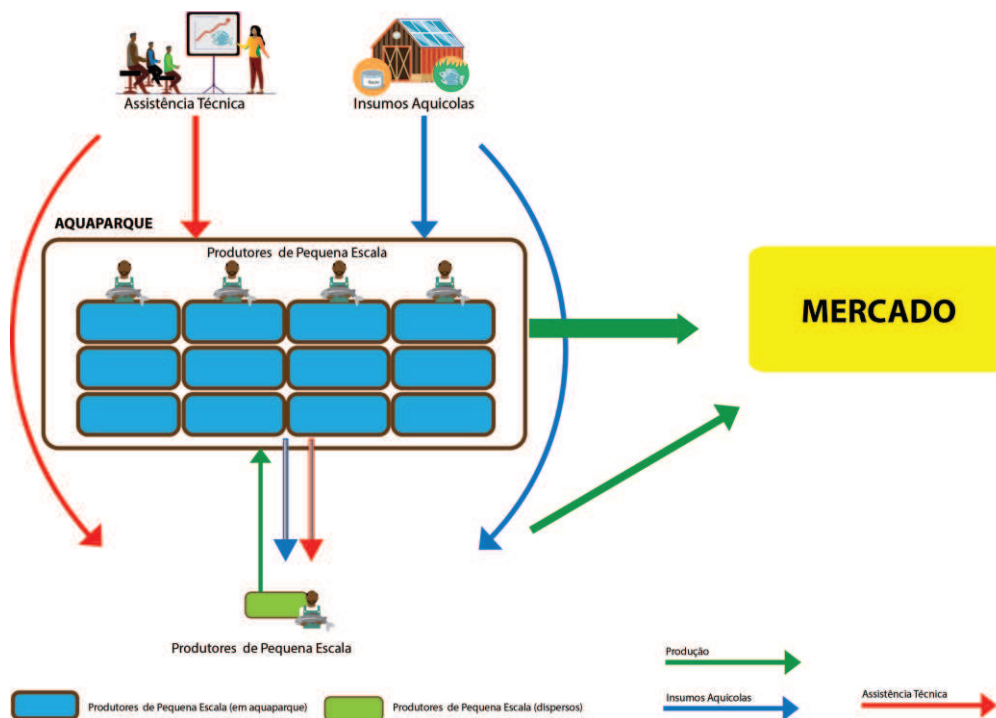 Assistência Técnica
Insumos Aquicolas
AQUAPARQUE
Produtores de Pequena Escala
MERCADO
Produtores de Pequena Escala
Produção
Insumos Aquícolas
Assistência Técnica
Produtores de Pequena Escala (em aquaparque)
Produtores de Pequena Escala (dispersos)